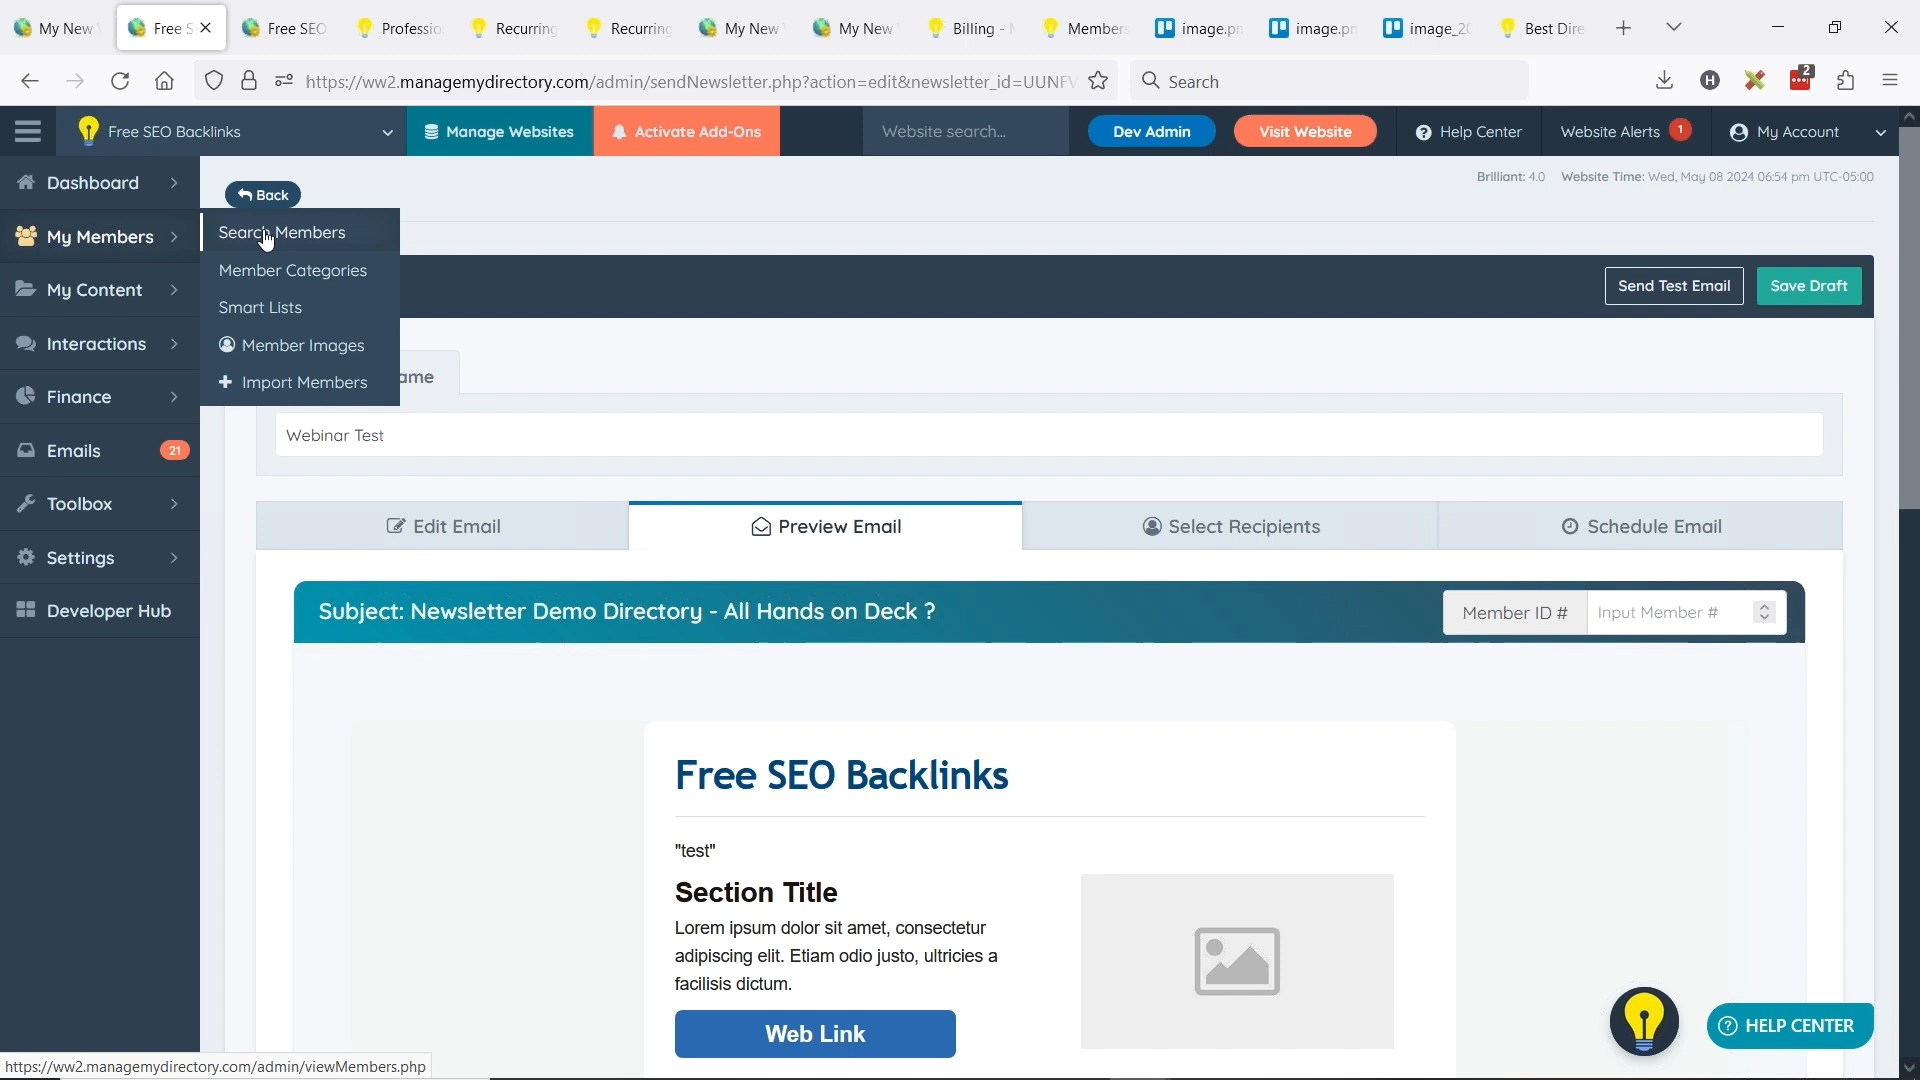 My New
Free S
Free SEO
Professio
Recurring
Recurring
My New
My New
Billing -
Members
image.pn
image.pn
image_20
Best Dire
https://ww2.managemydirectory.com/admin/sendNewsletter.php?action=edit&newsletter_id=UUNFV
Search
H
2
Free SEO Backlinks
Manage Websites
Activate Add-Ons
Website search...
Dev Admin
Visit Website
Help Center
Website Alerts 1
My Account
Dashboard
My Members
My Content
Interactions
Finance
Emails 21
Toolbox
Settings
Developer Hub
Back
Brilliant: 4.0 Website Time: Wed, May 08 2024 06:54 pm UTC-05:00
Search Members
Member Categories
Smart Lists
Member Images
Import Members
Send Test Email
Save Draft
ame
Webinar Test
Edit Email
Preview Email
Select Recipients
Schedule Email
Subject: Newsletter Demo Directory - All Hands on Deck ?
Member ID #
Input Member #
Free SEO Backlinks
"test"
Section Title
Lorem ipsum dolor sit amet, consectetur
adipiscing elit. Etiam odio justo, ultricies a
facilisis dictum.
Web Link
HELP CENTER
https://ww2.managemydirectory.com/admin/viewMembers.php